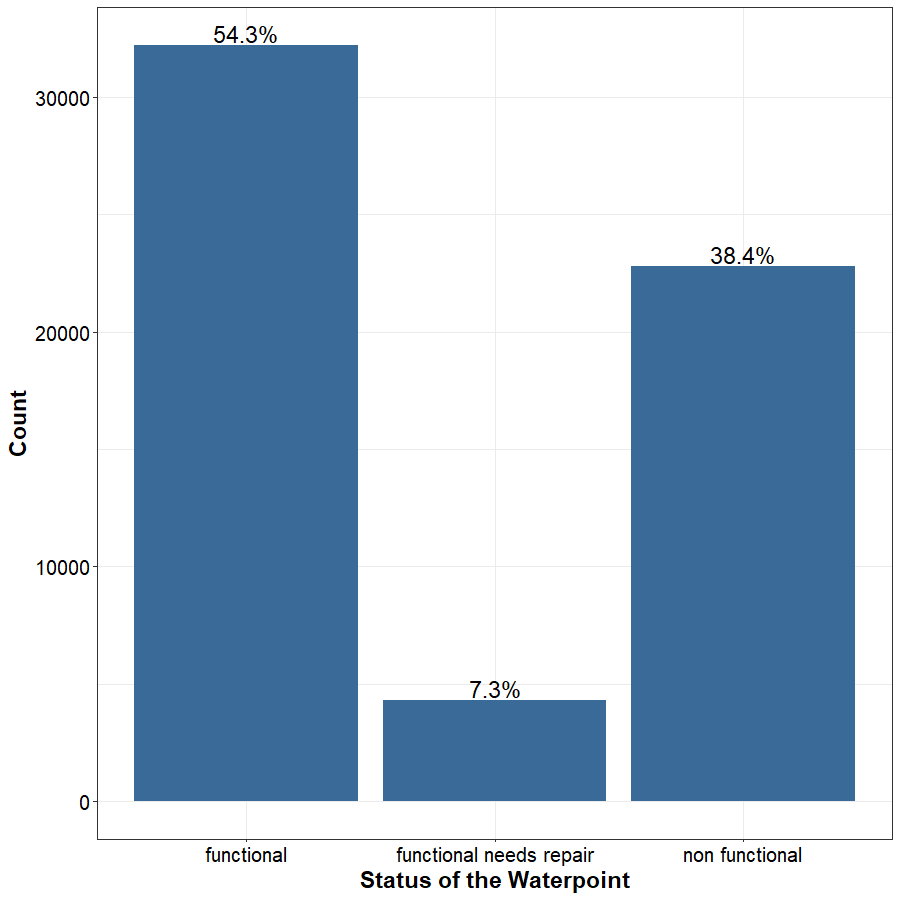 54.3%
30000
38.4%
20000
Count
10000
7.3%
0
functional
functional needs repair
non functional
Status of the Waterpoint